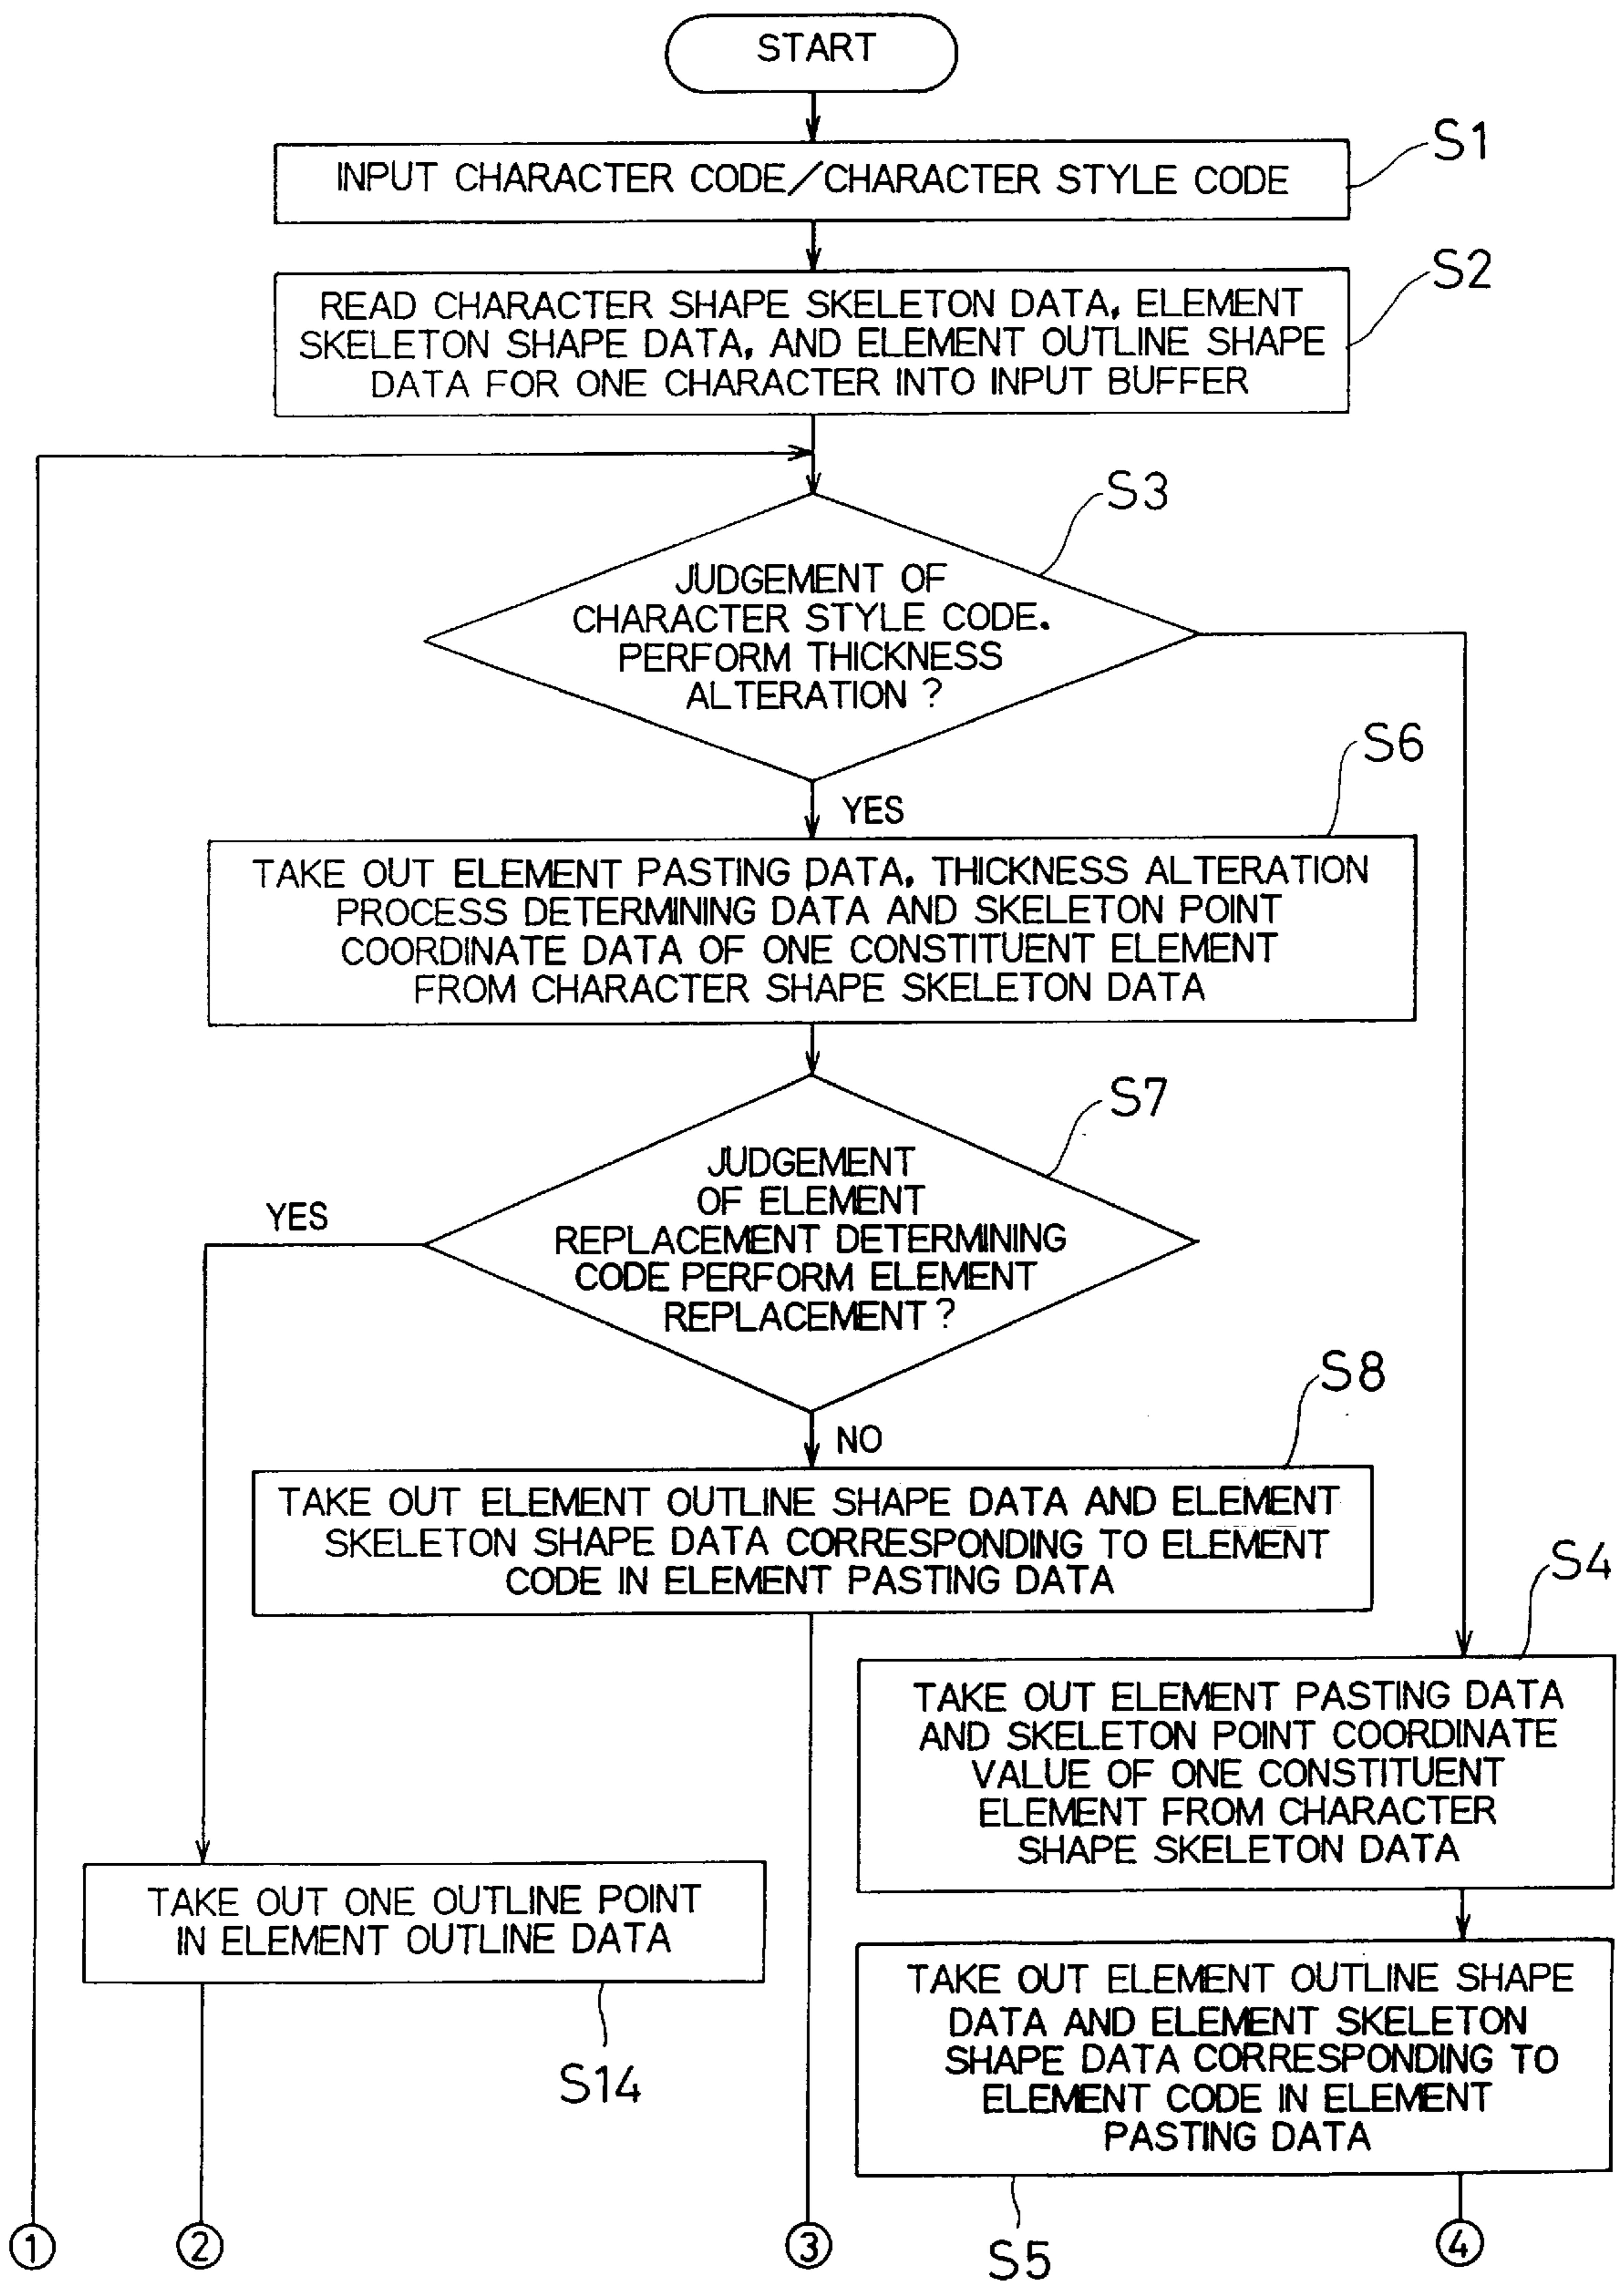 START
S1
INPUT CHARACTER CODE/CHARACTER STYLE CODE
S2
READ CHARACTER SHAPE SKELETON DATA, ELEMENT
SKELETON SHAPE DATA, AND ELEMENT OUTLINE SHAPE
DATA FOR ONE CHARACTER INTO INPUT BUFFER
S3
JUDGEMENT OF
CHARACTER STYLE CODE.
PERFORM THICKNESS
ALTERATION ?
S6
YES
TAKE OUT ELEMENT PASTING DATA, THICKNESS ALTERATION
PROCESS DETERMINING DATA AND SKELETON POINT
COORDINATE DATA OF ONE CONSTITUENT ELEMENT
FROM CHARACTER SHAPE SKELETON DATA
S7
JUDGEMENT
OF ELEMENT
REPLACEMENT DETERMINING
CODE PERFORM ELEMENT
REPLACEMENT ?
YES
S8
NO
TAKE OUT ELEMENT OUTLINE SHAPE DATA AND ELEMENT
SKELETON SHAPE DATA CORRESPONDING TO ELEMENT
CODE IN ELEMENT PASTING DATA
S4
TAKE OUT ELEMENT PASTING DATA
AND SKELETON POINT COORDINATE
VALUE OF ONE CONSTITUENT
ELEMENT FROM CHARACTER
SHAPE SKELETON DATA
TAKE OUT ONE OUTLINE POINT
IN ELEMENT OUTLINE DATA
S14
TAKE OUT ELEMENT OUTLINE SHAPE
DATA AND ELEMENT SKELETON
SHAPE DATA CORRESPONDING TO
ELEMENT CODE IN ELEMENT
PASTING DATA
S5
①
②
③
④